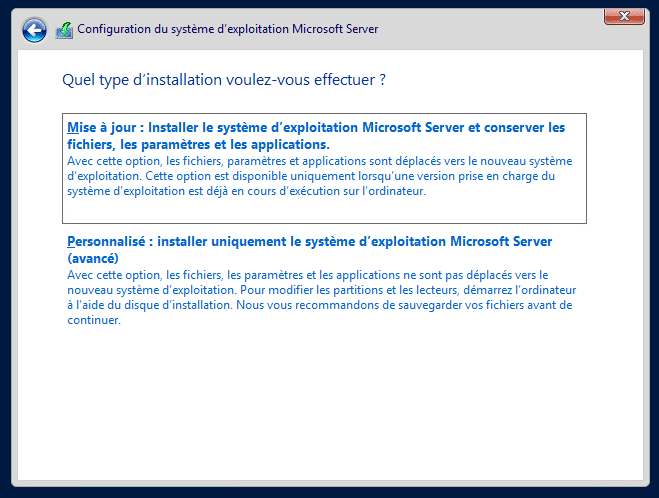 Configuration du système d’exploitation Microsoft Server
Quel type d’installation voulez-vous effectuer ?
Mise à jour : Installer le système d’exploitation Microsoft Server et conserver les
fichiers, les paramètres et les applications.
Avec cette option, les fichiers, paramètres et applications sont déplacés vers le nouveau système
d’exploitation. Cette option est disponible uniquement lorsqu’une version prise en charge du
système d’exploitation est déjà en cours d’exécution sur l’ordinateur.
Personnalisé : installer uniquement le système d’exploitation Microsoft Server
(avancé)
Avec cette option, les fichiers, les paramètres et les applications ne sont pas déplacés vers le
nouveau système d’exploitation. Pour modifier les partitions et les lecteurs, démarrez l’ordinateur
à l’aide du disque d’installation. Nous vous recommandons de sauvegarder vos fichiers avant de
continuer.